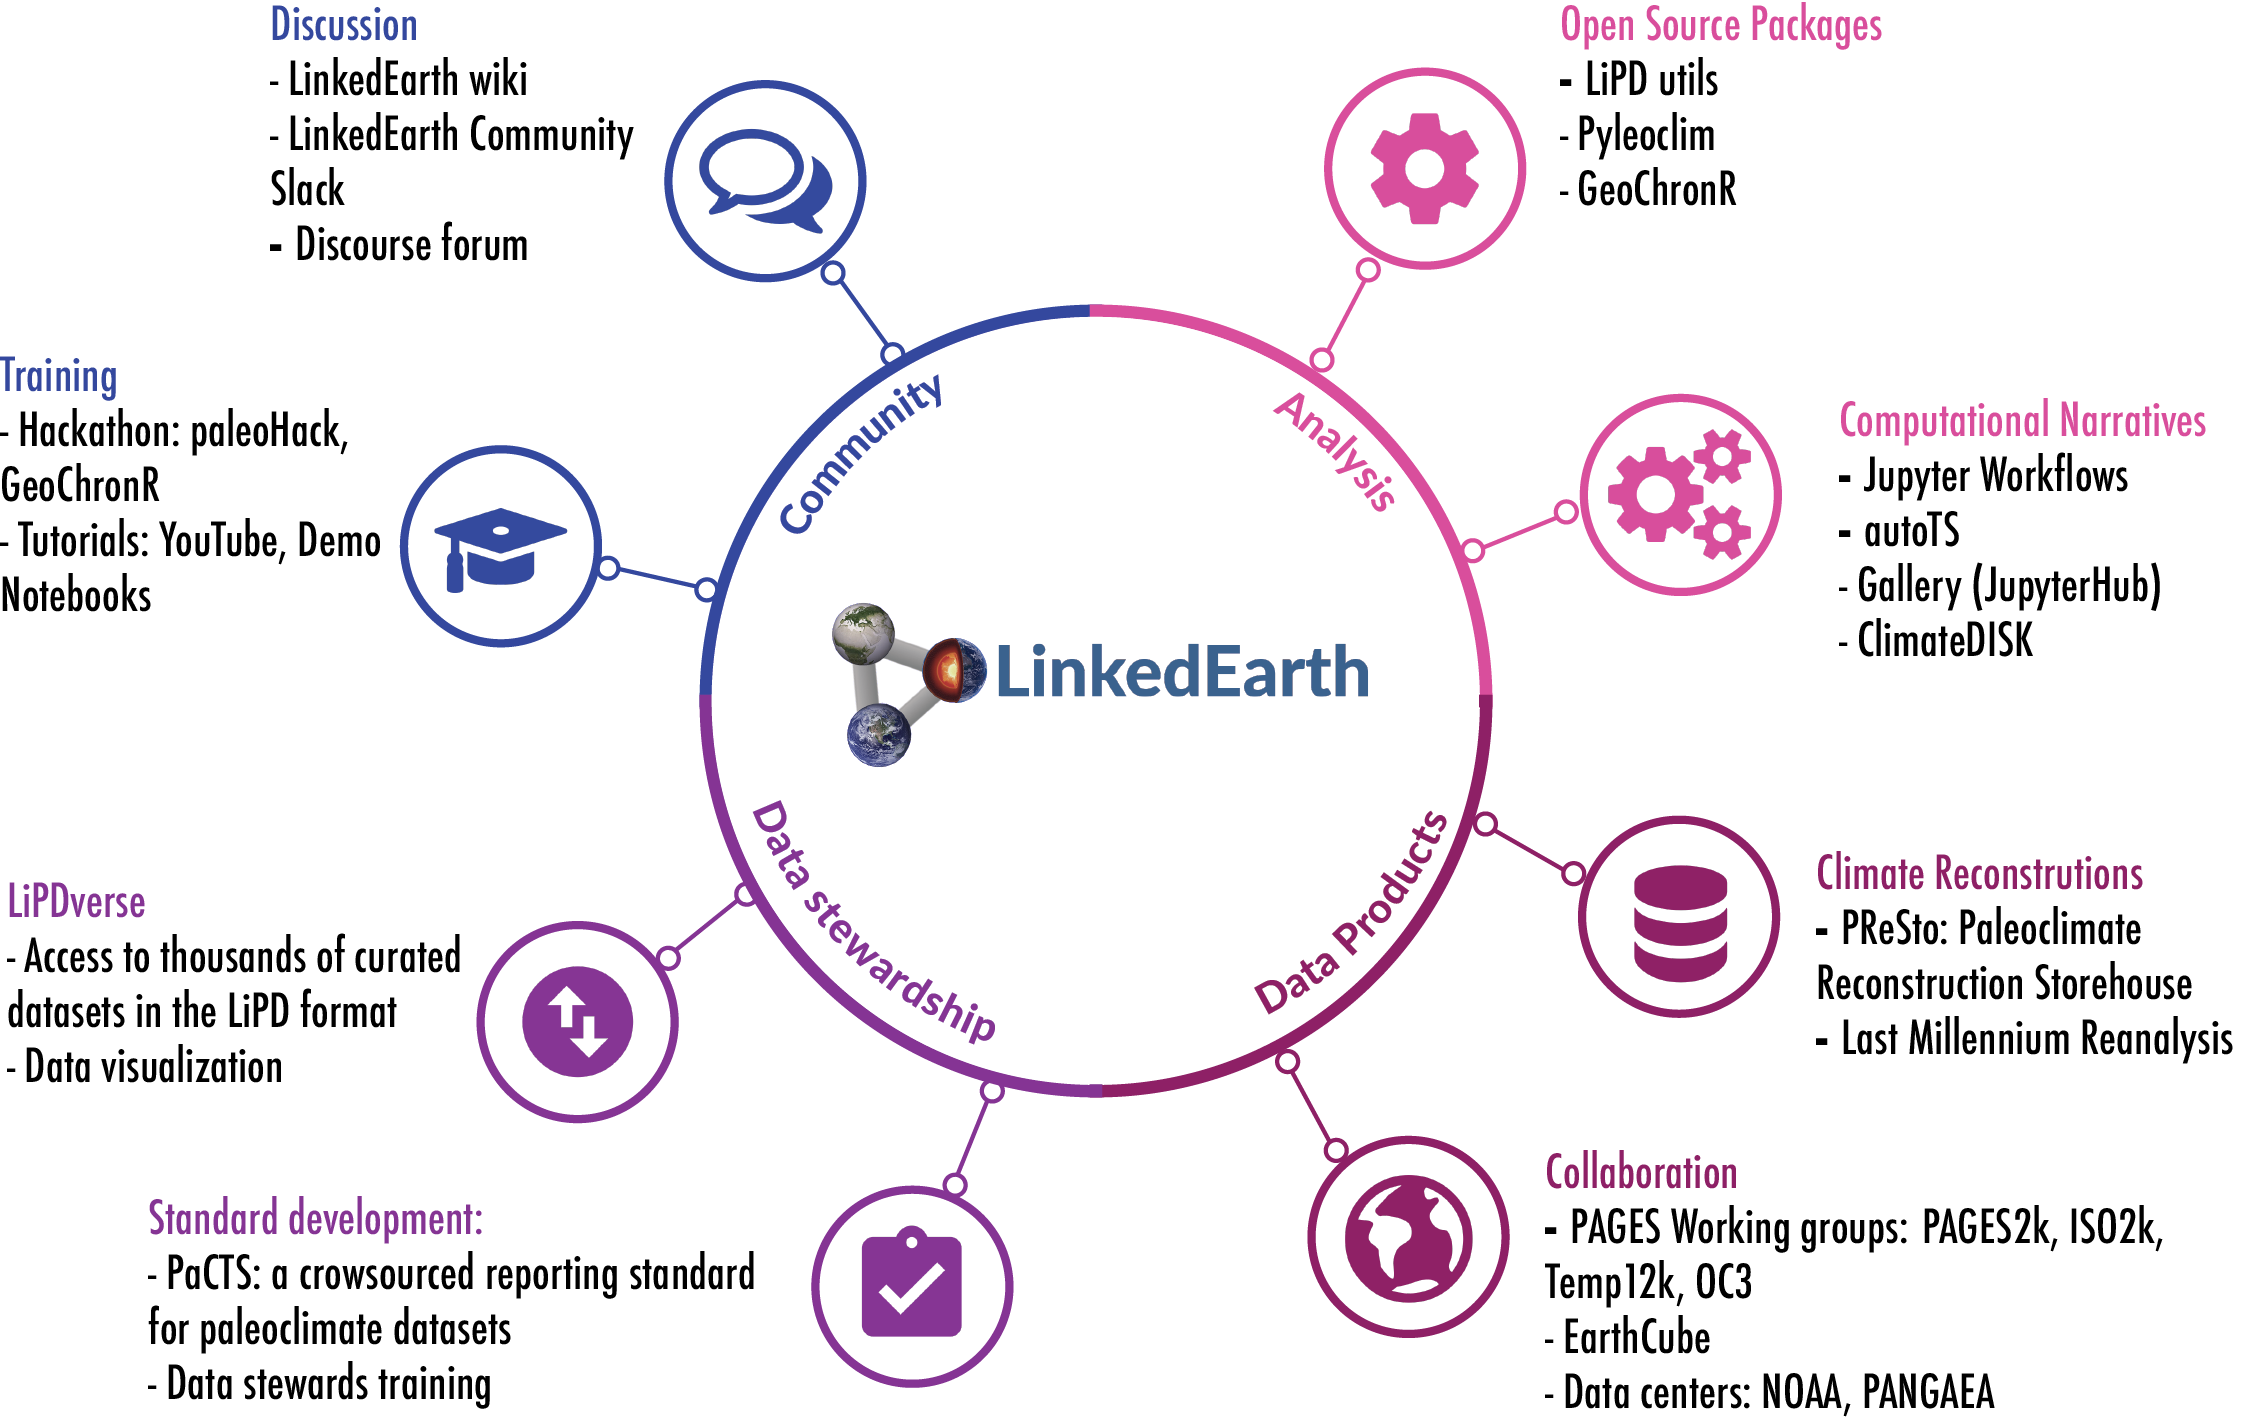 Discussion
- LinkedEarth wiki
- LinkedEarth Community
Slack
- Discourse forum
Open Source Packages
- LiPD utils
- Pyleoclim
- GeoChronR
Training
- Hackathon: paleoHack,
GeoChronR
- Tutorials: YouTube, Demo
Notebooks
Community
Analysis
Computational Narratives
- Jupyter Workflows
- autoTS
- Gallery (JupyterHub)
- ClimateDISK
LinkedEarth
Data stewardship
Data Products
LiPDverse
- Access to thousands of curated
datasets in the LiPD format
- Data visualization
Climate Reconstrutions
- PReSto: Paleoclimate
Reconstruction Storehouse
- Last Millennium Reanalysis
Standard development:
- PaCTS: a crowsourced reporting standard
for paleoclimate datasets
- Data stewards training
Collaboration
- PAGES Working groups: PAGES2k, ISO2k,
Temp12k, OC3
- EarthCube
- Data centers: NOAA, PANGAEA